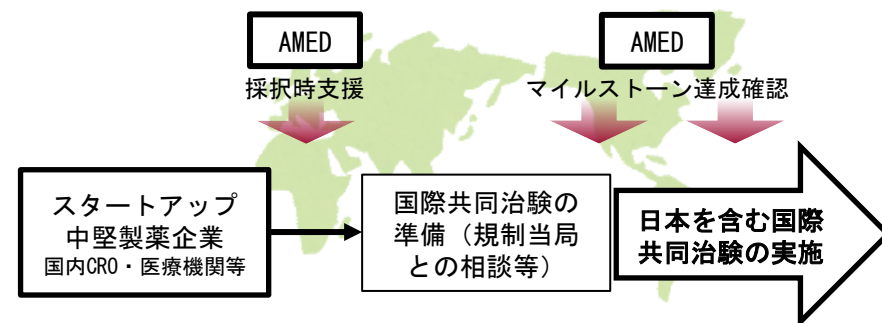 AMED
採択時支援
AMED
マイルストーン達成確認
スタートアップ
中堅製薬企業
国内CRO・医療機関等
国際共同治験の
準備（規制当局
との相談等）
日本を含む国際
共同治験の実施